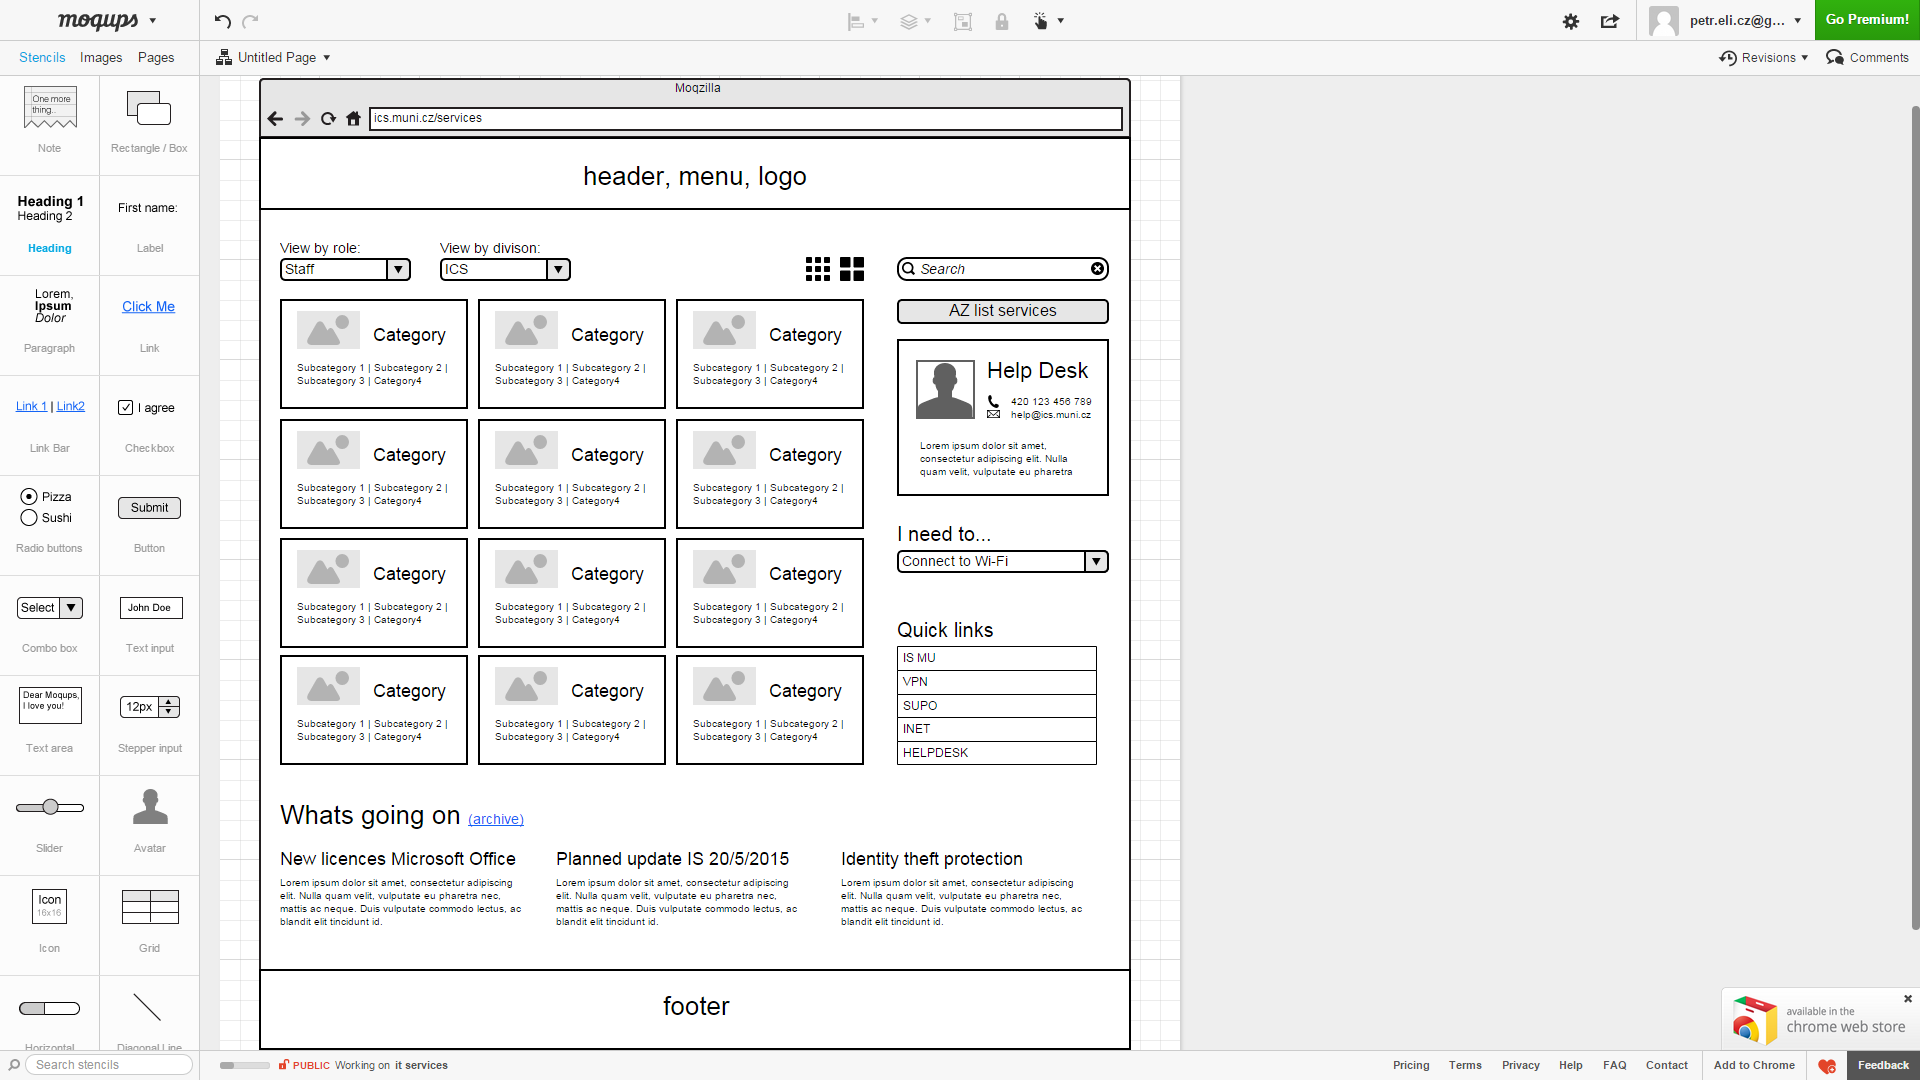 moqups
petr.eli.cz@g...
Go Premium!
Stencils Images Pages
Untitled Page
Revisions
Comments
One more
thing..
Note
Rectangle / Box
Heading 1
Heading 2
Heading
First name:
Label
Lorem,
Ipsum
Dolor
Paragraph
Click Me
Link
Link 1 | Link2
Link Bar
I agree
Checkbox
Pizza
Sushi
Radio buttons
Submit
Button
Select
Combo box
John Doe
Text input
Dear Moqups,
I love you!
Text area
12px
Stepper input
Slider
Avatar
Icon
16x16
Icon
Grid
Horizontal
Diagonal Line
Search stencils
Moqzilla
ics.muni.cz/services
header, menu, logo
View by role:
Staff
View by divison:
ICS
Search
AZ list services
Category
Subcategory 1 | Subcategory 2 |
Subcategory 3 | Category4
Category
Subcategory 1 | Subcategory 2 |
Subcategory 3 | Category4
Category
Subcategory 1 | Subcategory 2 |
Subcategory 3 | Category4
Category
Subcategory 1 | Subcategory 2 |
Subcategory 3 | Category4
Category
Subcategory 1 | Subcategory 2 |
Subcategory 3 | Category4
Category
Subcategory 1 | Subcategory 2 |
Subcategory 3 | Category4
Category
Subcategory 1 | Subcategory 2 |
Subcategory 3 | Category4
Category
Subcategory 1 | Subcategory 2 |
Subcategory 3 | Category4
Category
Subcategory 1 | Subcategory 2 |
Subcategory 3 | Category4
Category
Subcategory 1 | Subcategory 2 |
Subcategory 3 | Category4
Category
Subcategory 1 | Subcategory 2 |
Subcategory 3 | Category4
Category
Subcategory 1 | Subcategory 2 |
Subcategory 3 | Category4
Help Desk
420 123 456 789
help@ics.muni.cz
Lorem ipsum dolor sit amet,
consectetur adipiscing elit. Nulla
quam velit, vulputate eu pharetra
I need to...
Connect to Wi-Fi
Quick links
IS MU
VPN
SUPO
INET
HELPDESK
Whats going on (archive)
New licences Microsoft Office
Lorem ipsum dolor sit amet, consectetur adipiscing
elit. Nulla quam velit, vulputate eu pharetra nec,
mattis ac neque. Duis vulputate commodo lectus, ac
blandit elit tincidunt id.
Planned update IS 20/5/2015
Lorem ipsum dolor sit amet, consectetur adipiscing
elit. Nulla quam velit, vulputate eu pharetra nec,
mattis ac neque. Duis vulputate commodo lectus, ac
blandit elit tincidunt id.
Identity theft protection
Lorem ipsum dolor sit amet, consectetur adipiscing
elit. Nulla quam velit, vulputate eu pharetra nec,
mattis ac neque. Duis vulputate commodo lectus, ac
blandit elit tincidunt id.
footer
available in the
chrome web store
PUBLIC Working on it services
Pricing Terms Privacy Help FAQ Contact Add to Chrome Feedback